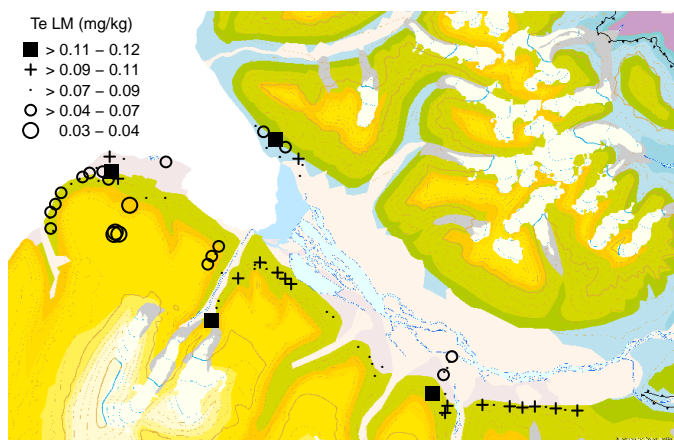 Te LM (mg/kg)
> 0.11 – 0.12
> 0.09 – 0.11
> 0.07 – 0.09
> 0.04 – 0.07
0.03 – 0.04